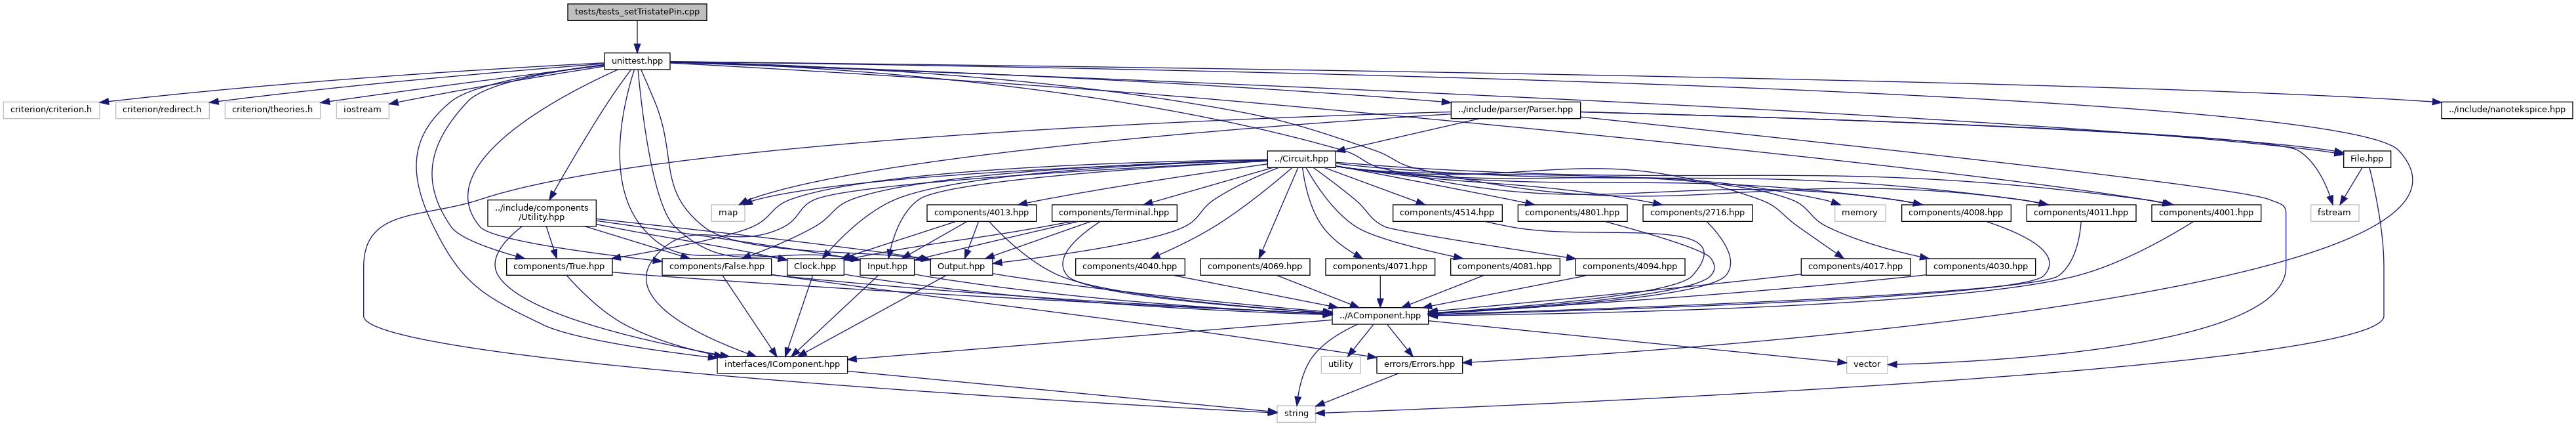 tests/tests_setTristatePin.cpp
unittest.hpp
criterion/criterion.h
criterion/redirect.h
criterion/theories.h
iostream
../include/parser/Parser.hpp
../include/nanotekspice.hpp
../Circuit.hpp
File.hpp
../include/components
/Utility.hpp
map
components/4013.hpp
components/Terminal.hpp
components/4514.hpp
components/4801.hpp
components/2716.hpp
memory
components/4008.hpp
components/4011.hpp
components/4001.hpp
fstream
components/True.hpp
components/False.hpp
Clock.hpp
Input.hpp
Output.hpp
components/4040.hpp
components/4069.hpp
components/4071.hpp
components/4081.hpp
components/4094.hpp
components/4017.hpp
components/4030.hpp
../AComponent.hpp
interfaces/IComponent.hpp
utility
errors/Errors.hpp
vector
string